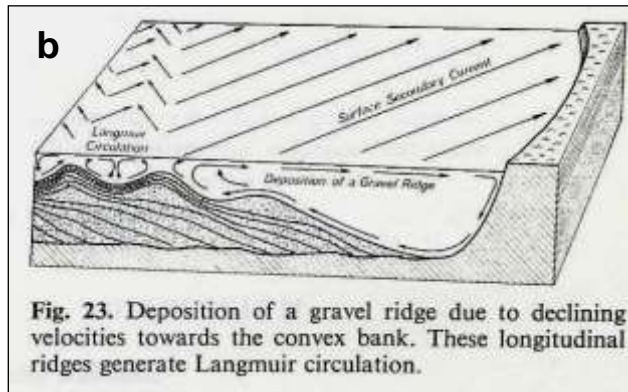 b
Surface Secondary Current
Langmuir
Circulation
Deposition of a Gravel Ridge
Fig. 23. Deposition of a gravel ridge due to declining
velocities towards the convex bank. These longitudinal
ridges generate Langmuir circulation.